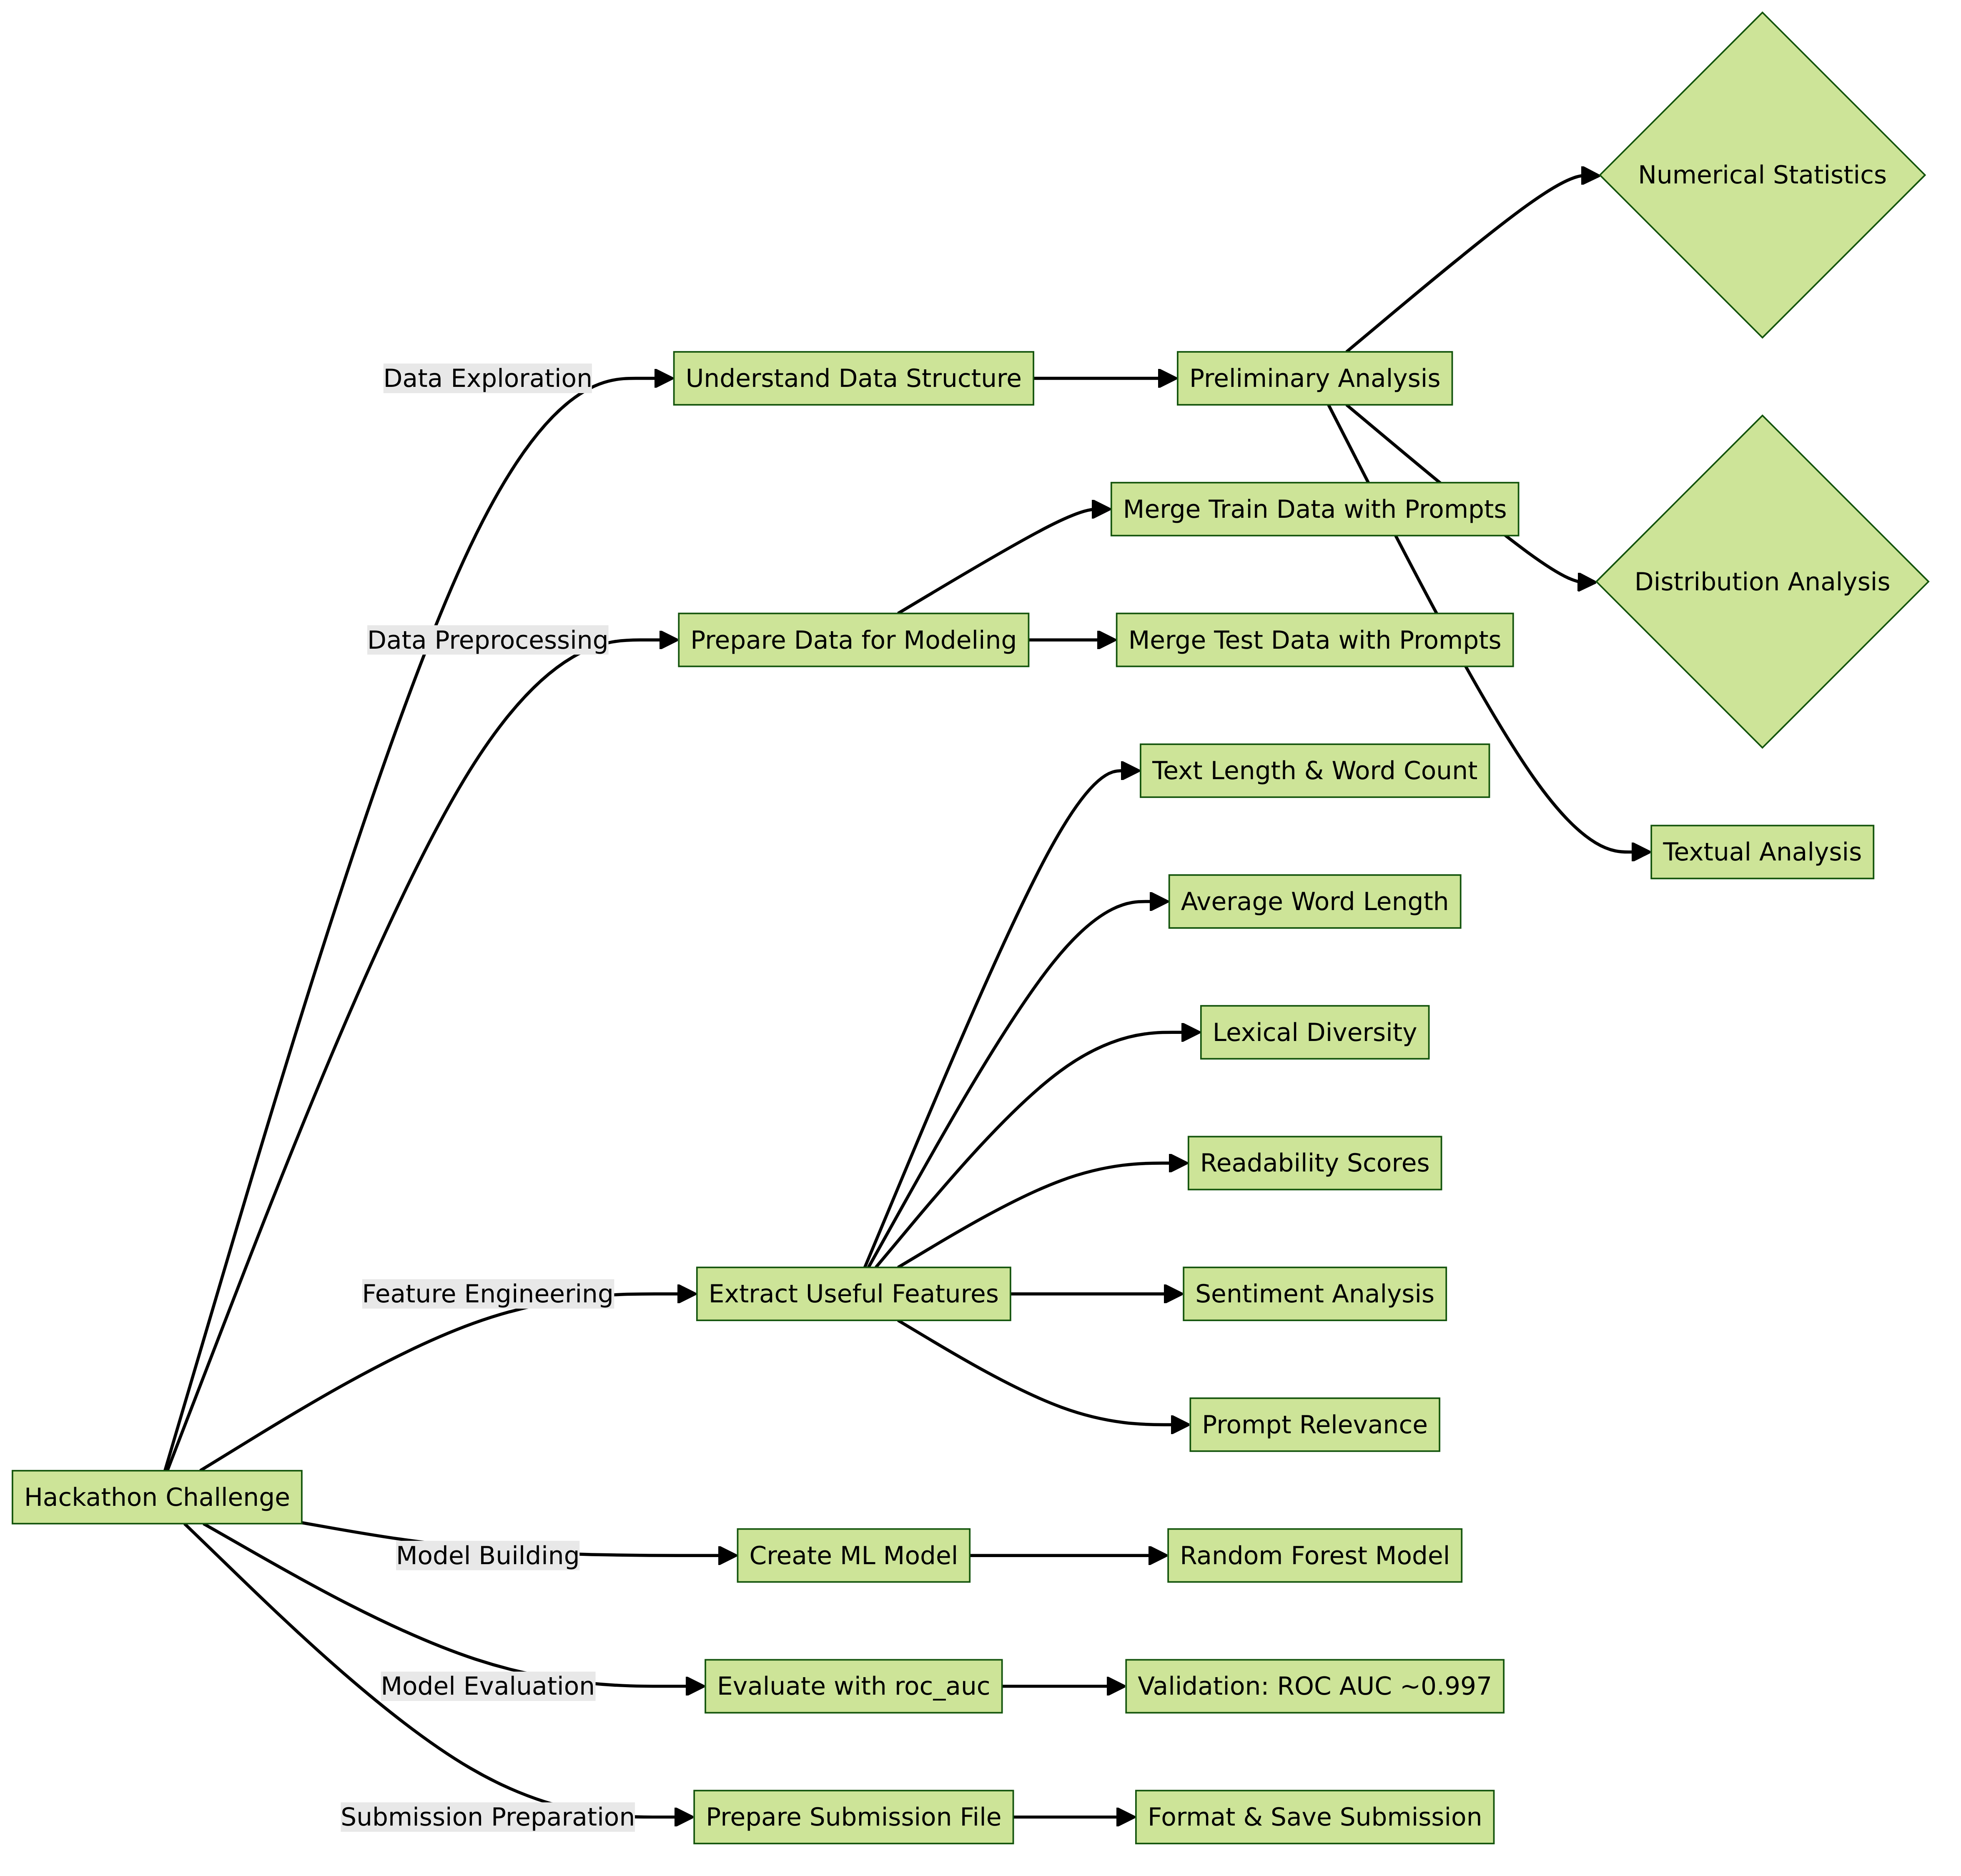 Numerical Statistics
Data Exploration
Understand Data Structure
Preliminary Analysis
Merge Train Data with Prompts
Distribution Analysis
Data Preprocessing
Prepare Data for Modeling
Merge Test Data with Prompts
Text Length & Word Count
Textual Analysis
Average Word Length
Lexical Diversity
Readability Scores
Feature Engineering
Extract Useful Features
Sentiment Analysis
Prompt Relevance
Hackathon Challenge
Model Building
Create ML Model
Random Forest Model
Model Evaluation
Evaluate with roc_auc
Validation: ROC AUC ~0.997
Submission Preparation
Prepare Submission File
Format & Save Submission